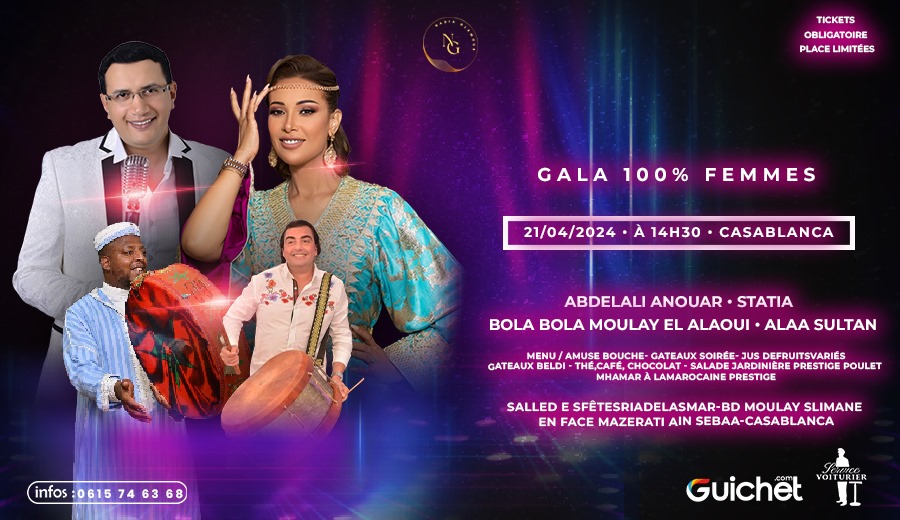 TICKETS
OBLIGATOIRE
PLACE LIMITÉES
NG
GALA 100% FEMMES
21/04/2024 • À 14H30 • CASABLANCA
ABDELALI ANOUAR • STATIA
BOLA BOLA MOULAY EL ALAOUI • ALAA SULTAN
MENU / AMUSE BOUCHE- GATEAUX SOIRÉE- JUS DEFRUITSVARIÉS
GATEAUX BELDI - THÉ,CAFÉ, CHOCOLAT - SALADE JARDINIÈRE PRESTIGE POULET
MHAMAR À LAMAROCAINE PRESTIGE
SALLED E SFÊTESRIADELASMAR-BD MOULAY SLIMANE
EN FACE MAZERATI AIN SEBAA-CASABLANCA
infos :0615 74 63 68
Guichet.com
Service
VOITURIER